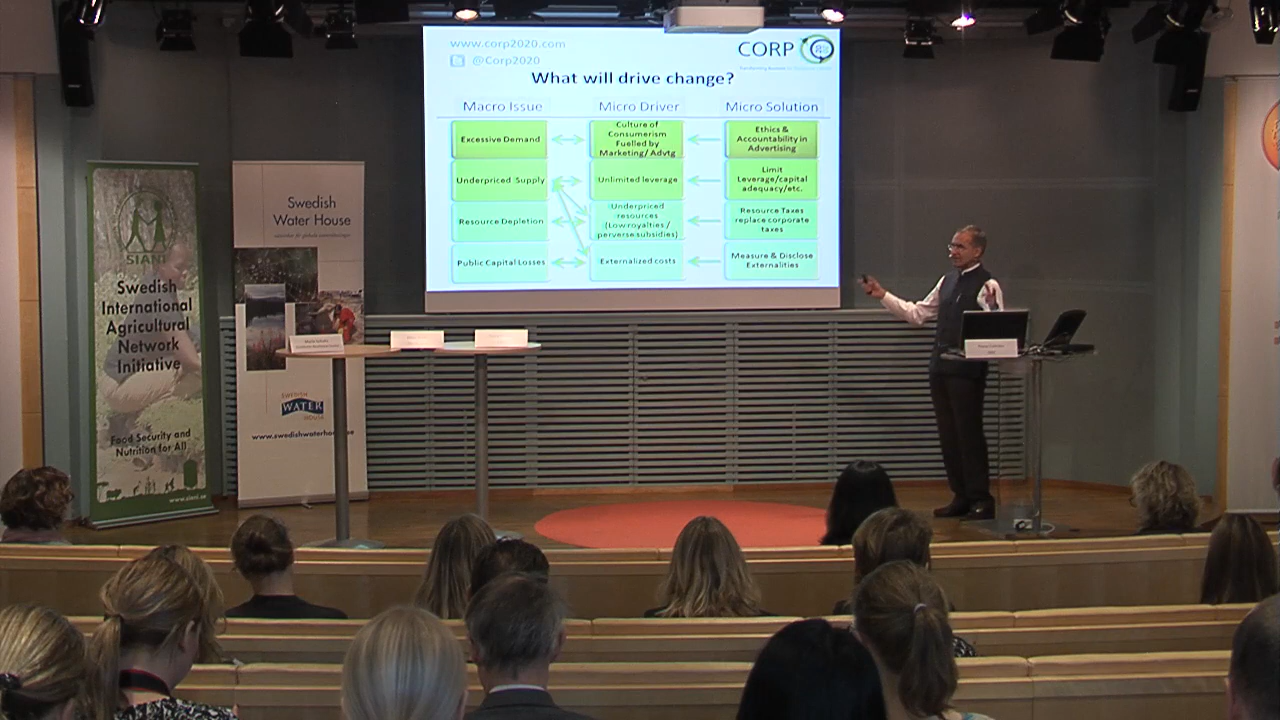 www.corp2020.com
@Corp2020
CORP
What will drive change?
Macro Issue
Micro Driver
Micro Solution
Excessive Demand
Culture of
Consumerism
Fuelled by
Marketing/ Advtg
Ethics &
Accountability in
Advertising
Underpriced Supply
Unlimited leverage
Limit
Leverage/capital
adequacy/etc.
Resource Depletion
Underpriced
resources
(Low royalties /
perverse subsidies)
Resource Taxes
replace corporate
taxes
Public Capital Losses
Externalized costs
Measure & Disclose
Externalities
SIANI
Swedish
International
Agricultural
Network
Initiative
Food Security and
Nutrition for All
www.siani.se
Swedish
Water House
SWEDISH
WATER
HOUSE
www.swedishwaterhouse